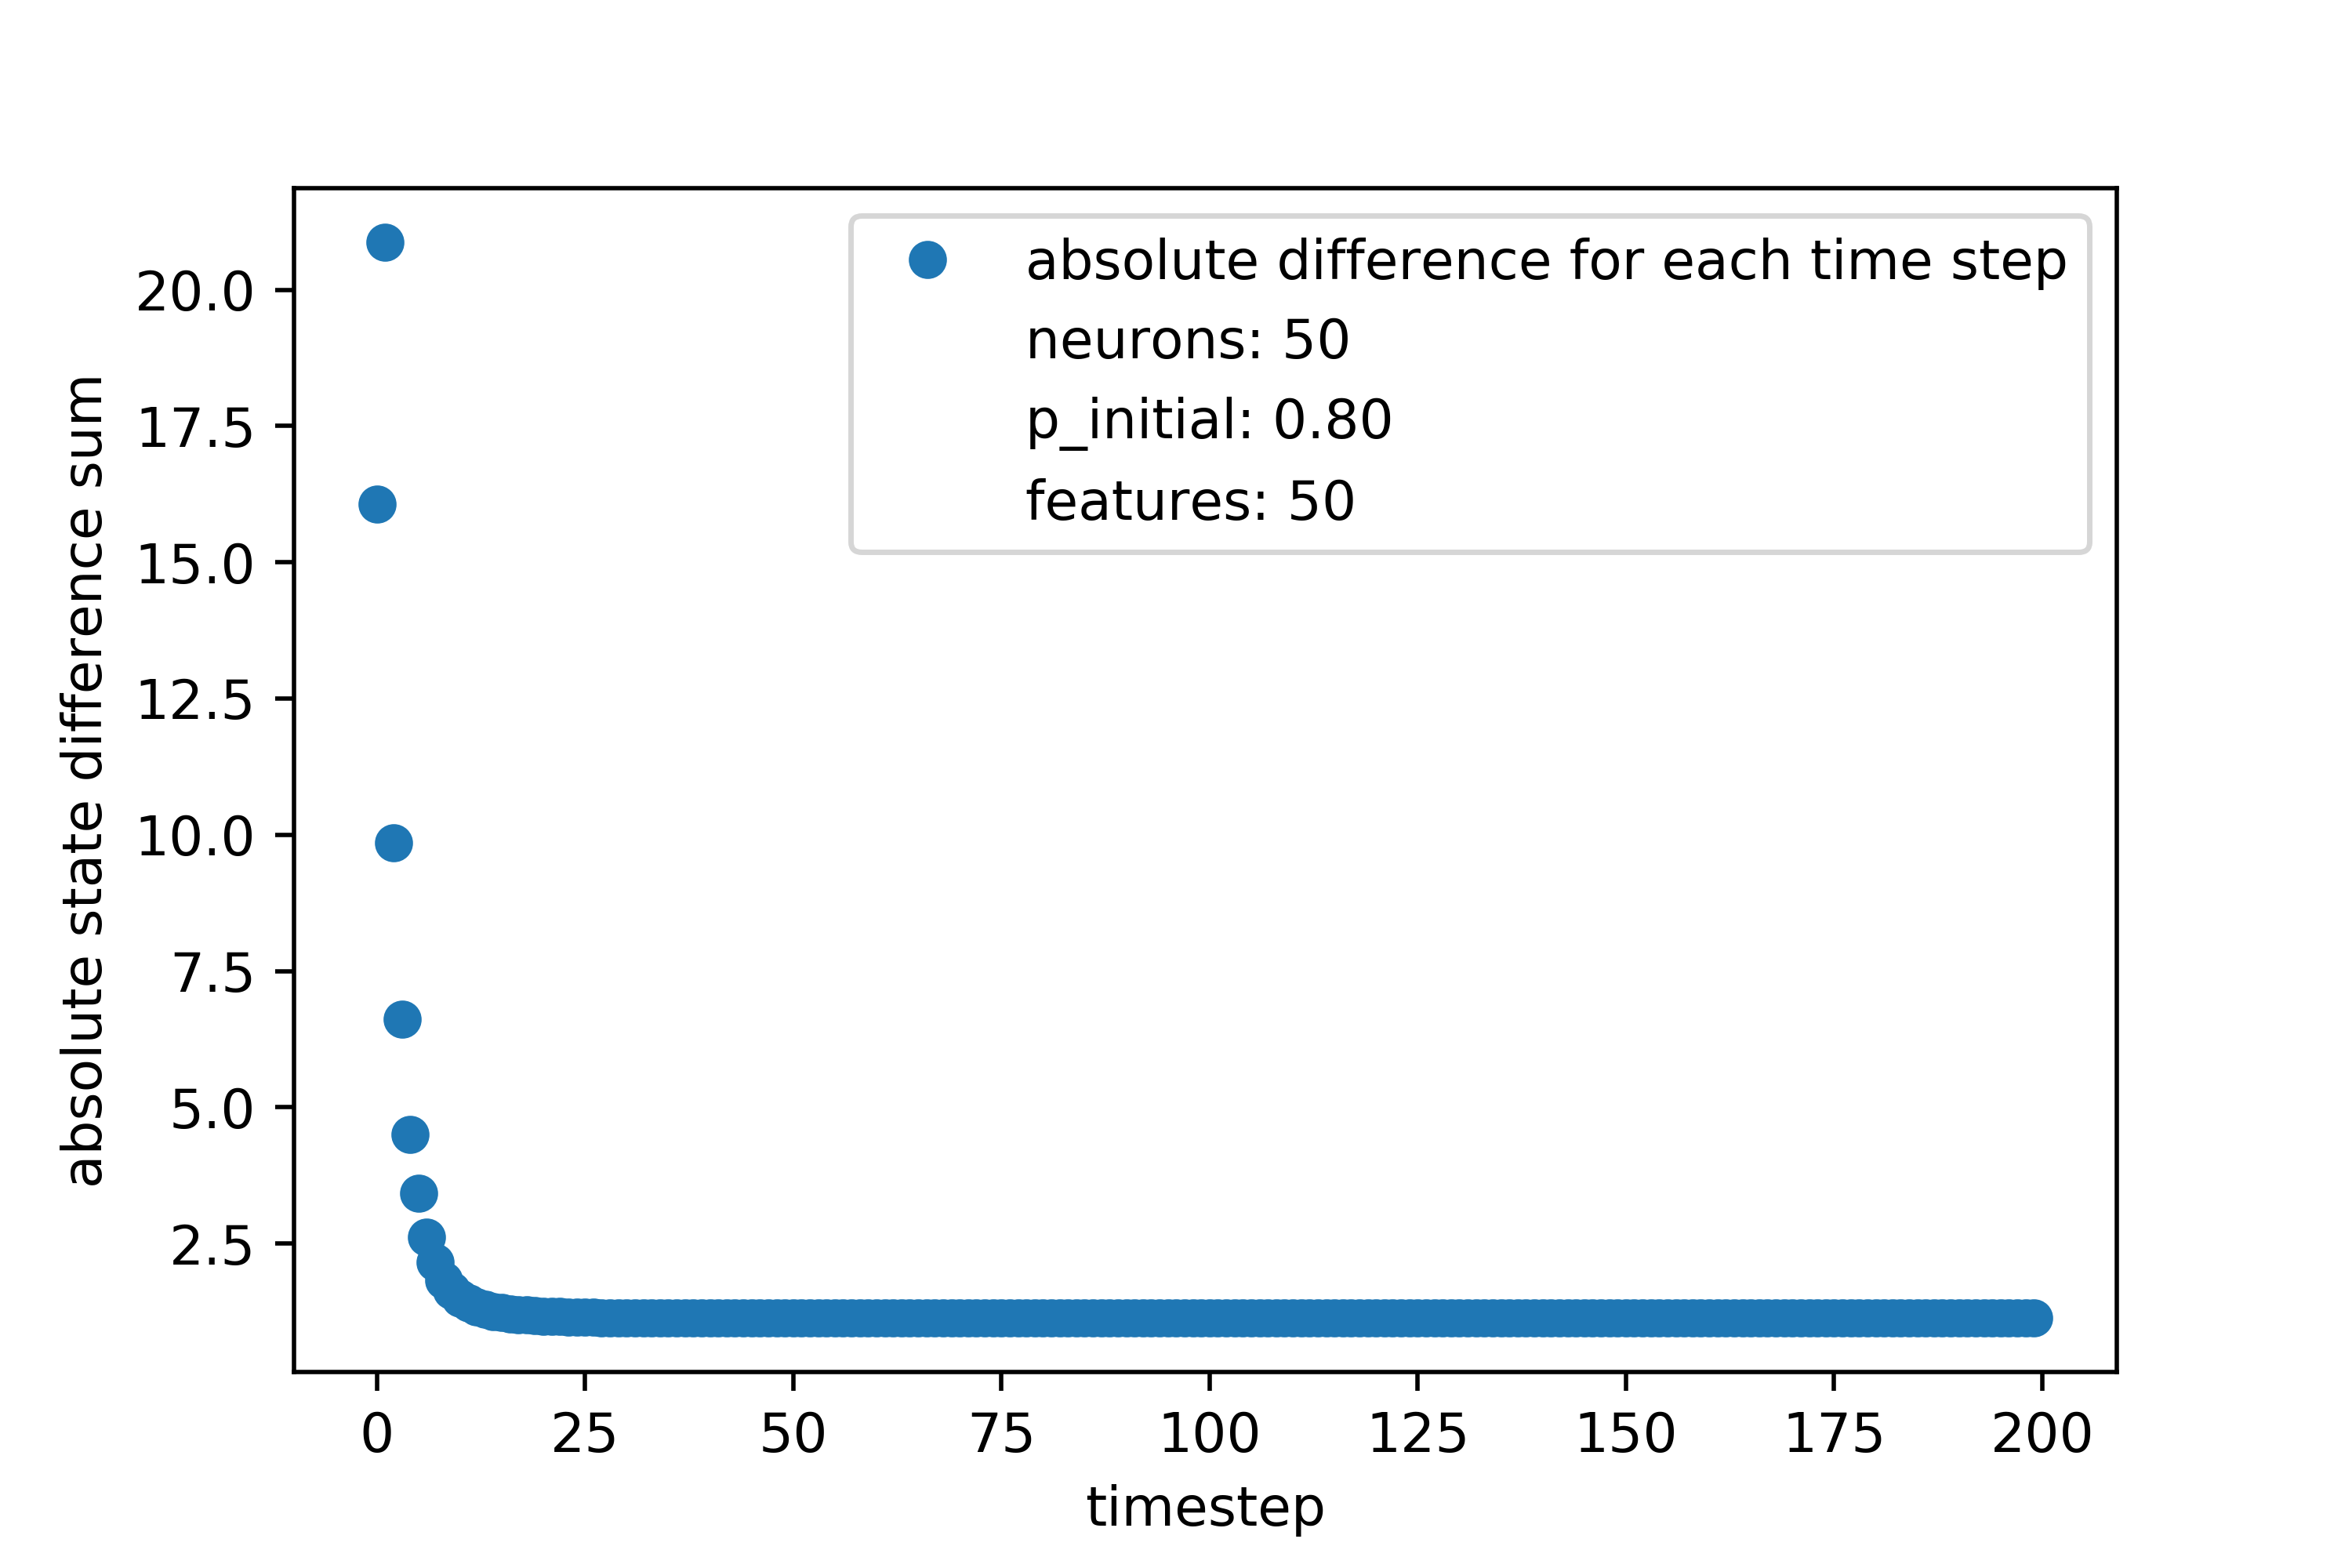 absolute difference for each time step
neurons: 50
p_initial: 0.80
features: 50
absolute state difference sum
20.0
17.5
15.0
12.5
10.0
7.5
5.0
2.5
0 25 50 75 100 125 150 175 200
timestep